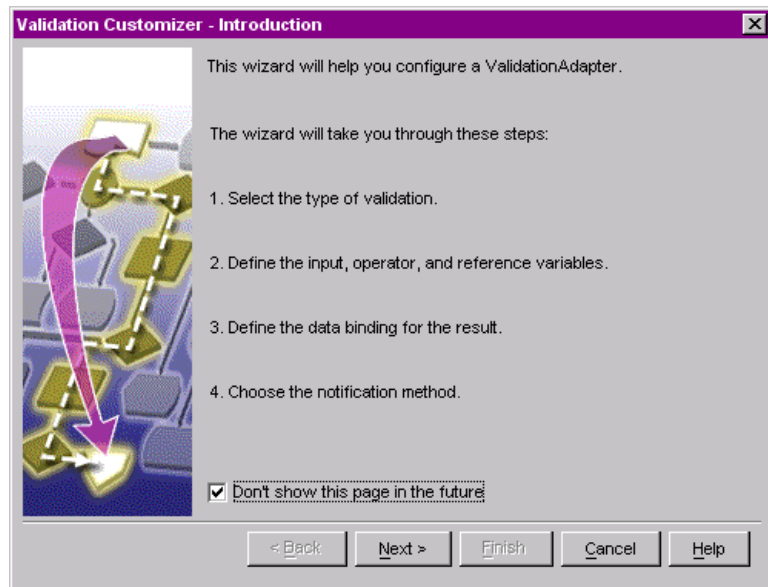 Validation Customizer - Introduction
This wizard will help you configure a ValidationAdapter.
The wizard will take you through these steps:
1. Select the type of validation.
2. Define the input, operator, and reference variables.
3. Define the data binding for the result.
4. Choose the notification method.
Don't show this page in the future
< Back Next > Finish Cancel Help